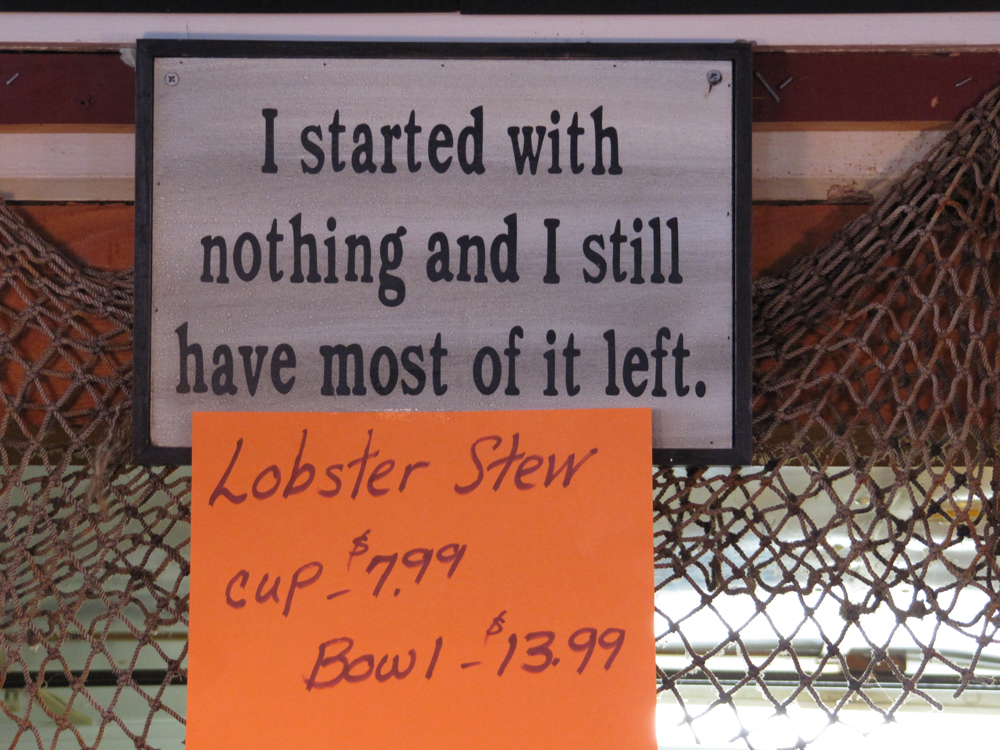 I started with
nothing and I still
have most of it left.
Lobster Stew
cup - $7.99
Bowl - $13.99